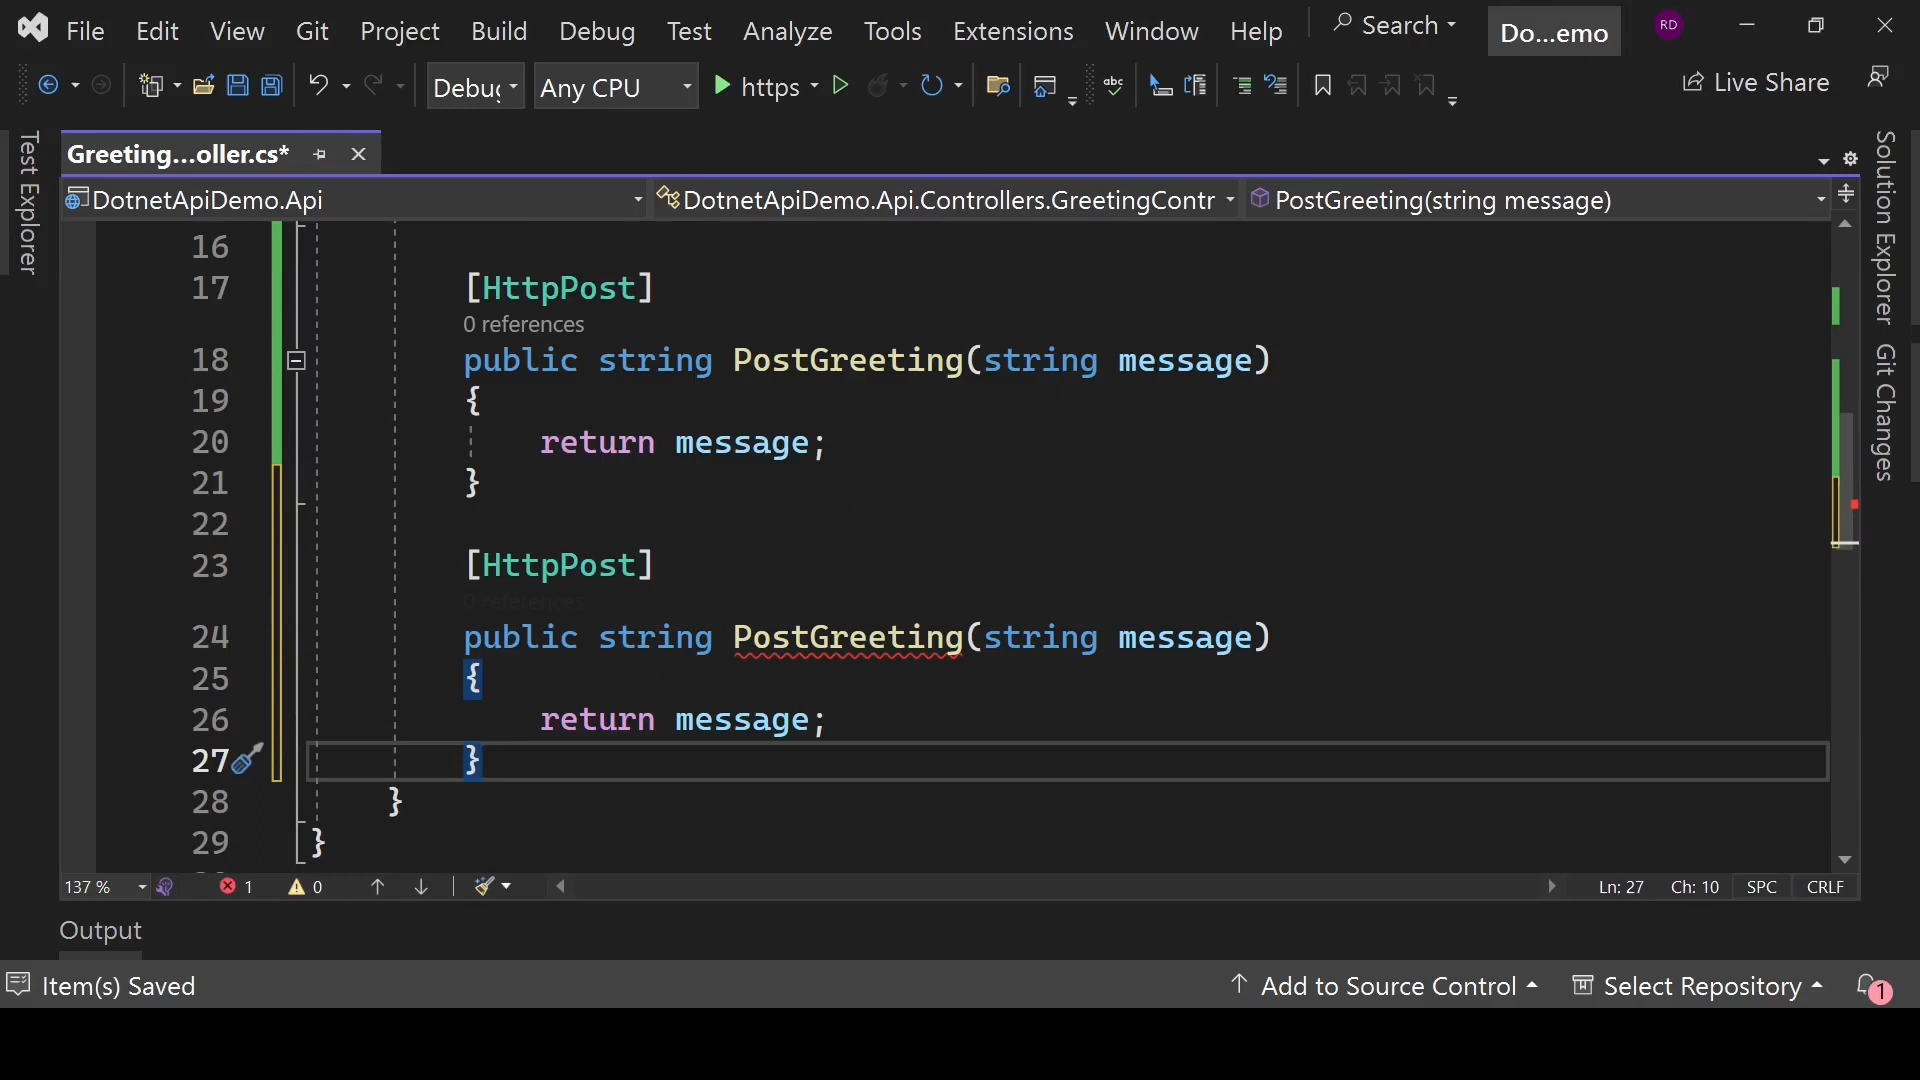 File Edit View Git Project Build Debug Test Analyze Tools Extensions Window Help Search Do...emo RD
Debug Any CPU https abc Live Share
Test Explorer
Greeting...oller.cs*
DotnetApiDemo.Api DotnetApiDemo.Api.Controllers.GreetingContr PostGreeting(string message)
16
17 [HttpPost]
0 references
18 public string PostGreeting(string message)
19 {
20 return message;
21 }
22
23 [HttpPost]
0 references
24 public string PostGreeting(string message)
25 {
26 return message;
27 }
28 }
29 }
137 % 1 0 Ln: 27 Ch: 10 SPC CRLF
Solution Explorer
Git Changes
Output
Item(s) Saved Add to Source Control Select Repository 1